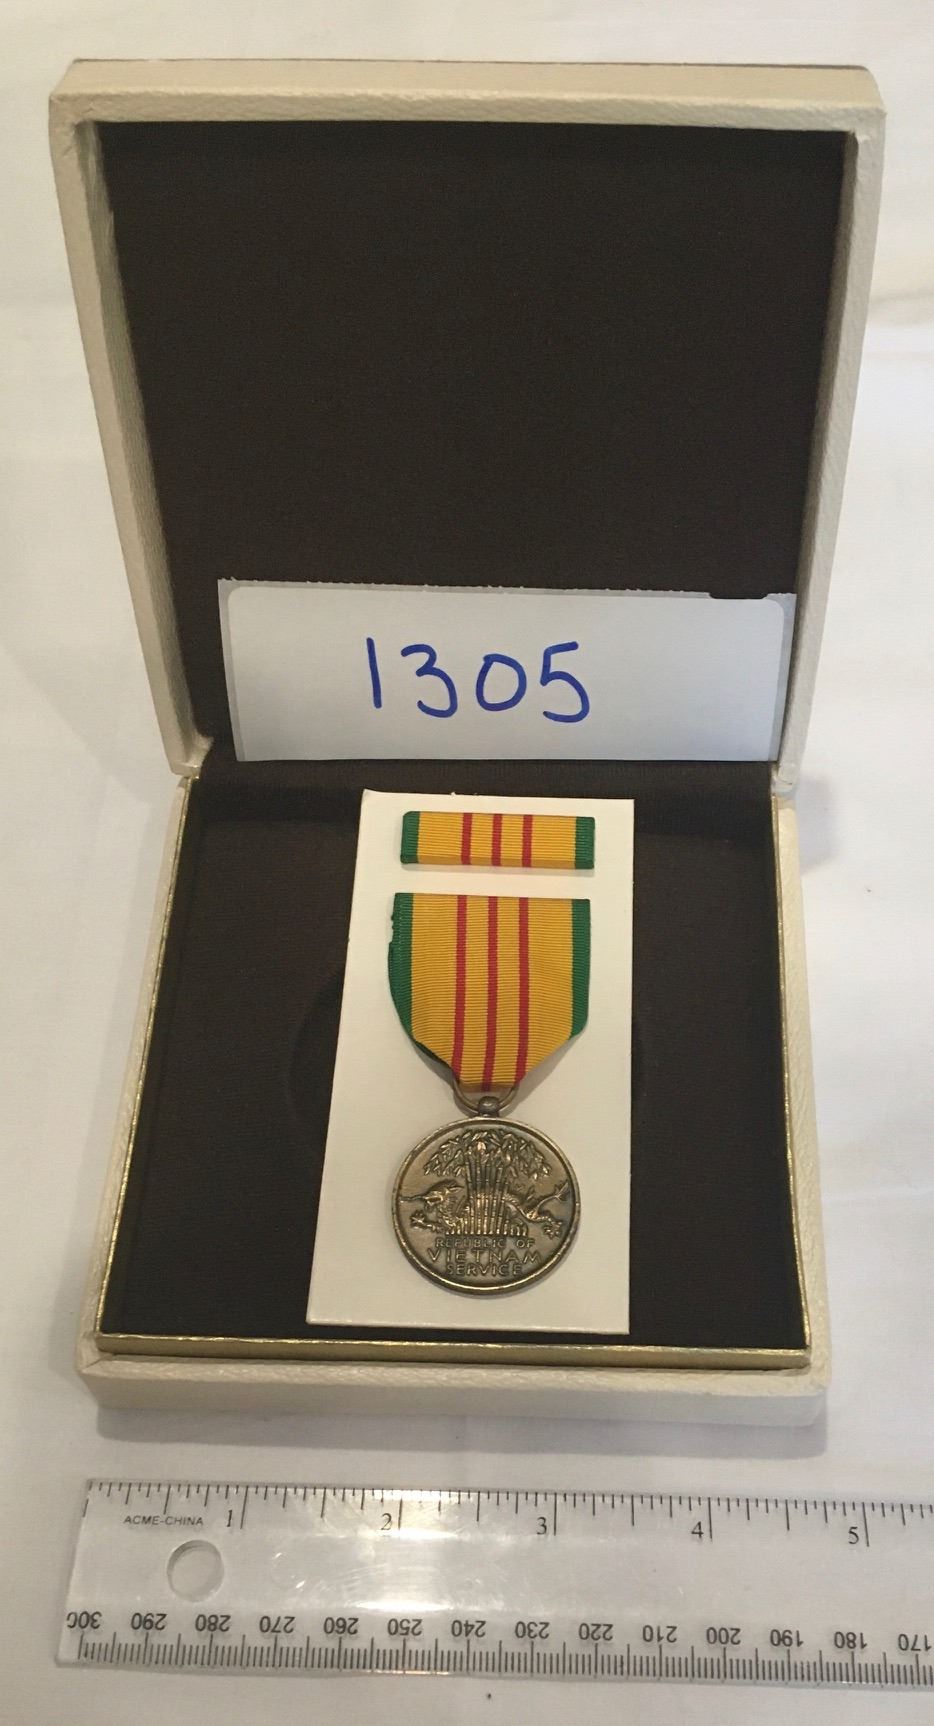 1305
REPUBLIC OF
VIETNAM
SERVICE
ACME-CHINA 1 2 3 4 5
300 290 280 270 260 250 240 230 220 210 200 190 180 170